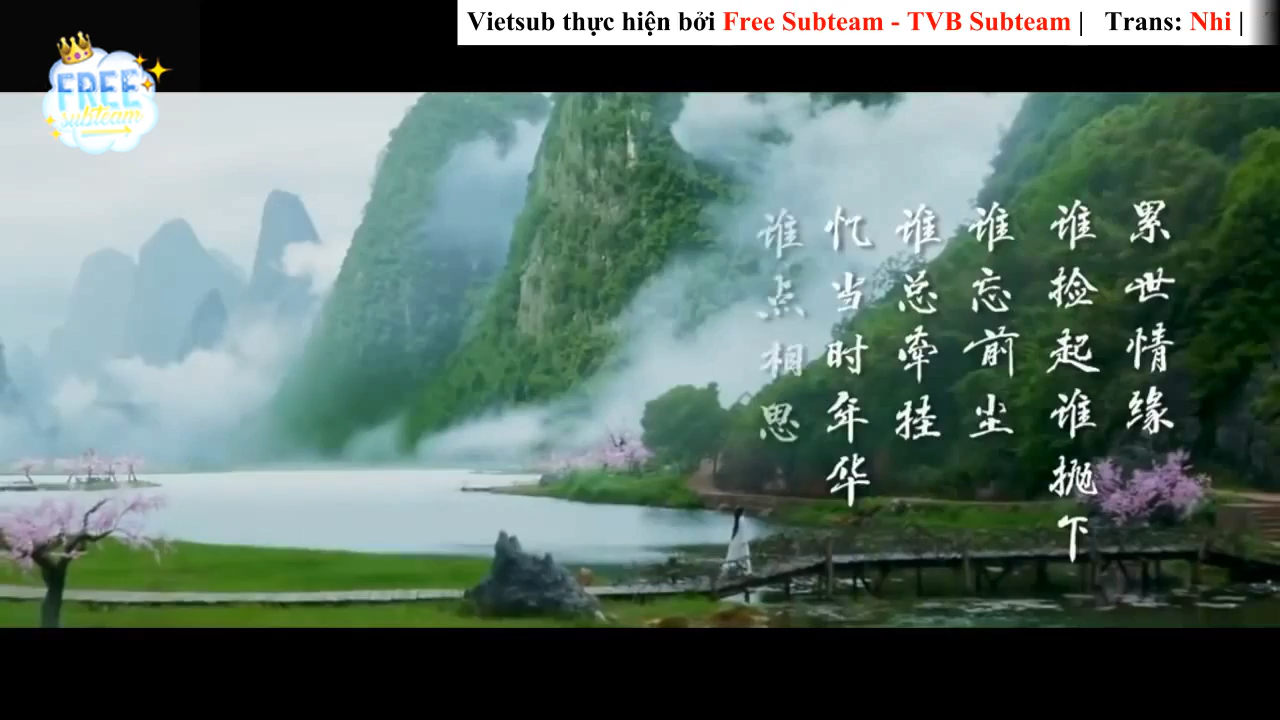 Vietsub thực hiện bởi Free Subteam - TVB Subteam | Trans: Nhi |
FREE
subteam
累世情缘
谁捡起谁抛下
谁忘前尘
谁总牵挂
忆当时年华
谁点相思